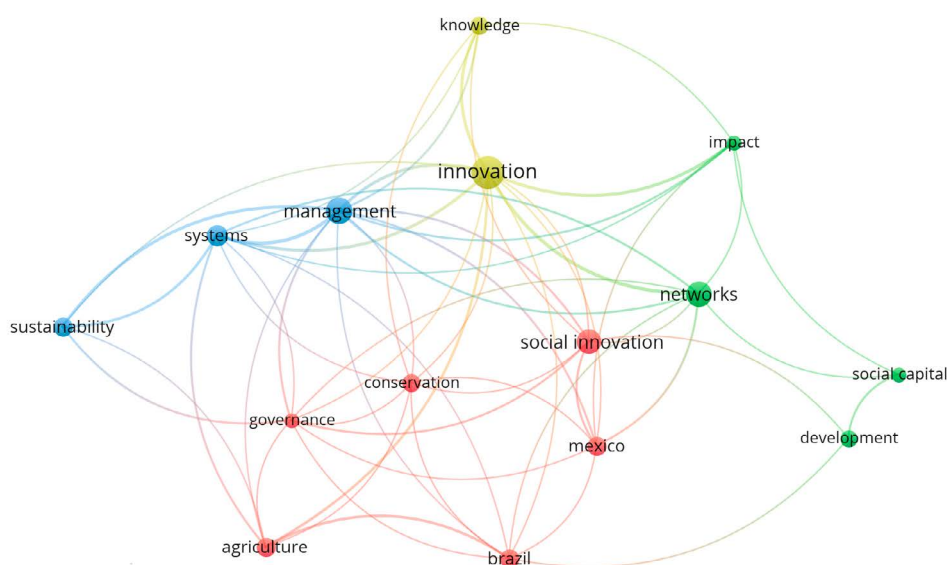 knowledge
impact
innovation
management
systems
networks
sustainability
social innovation
conservation
social capital
governance
development
mexico
agriculture
brazil